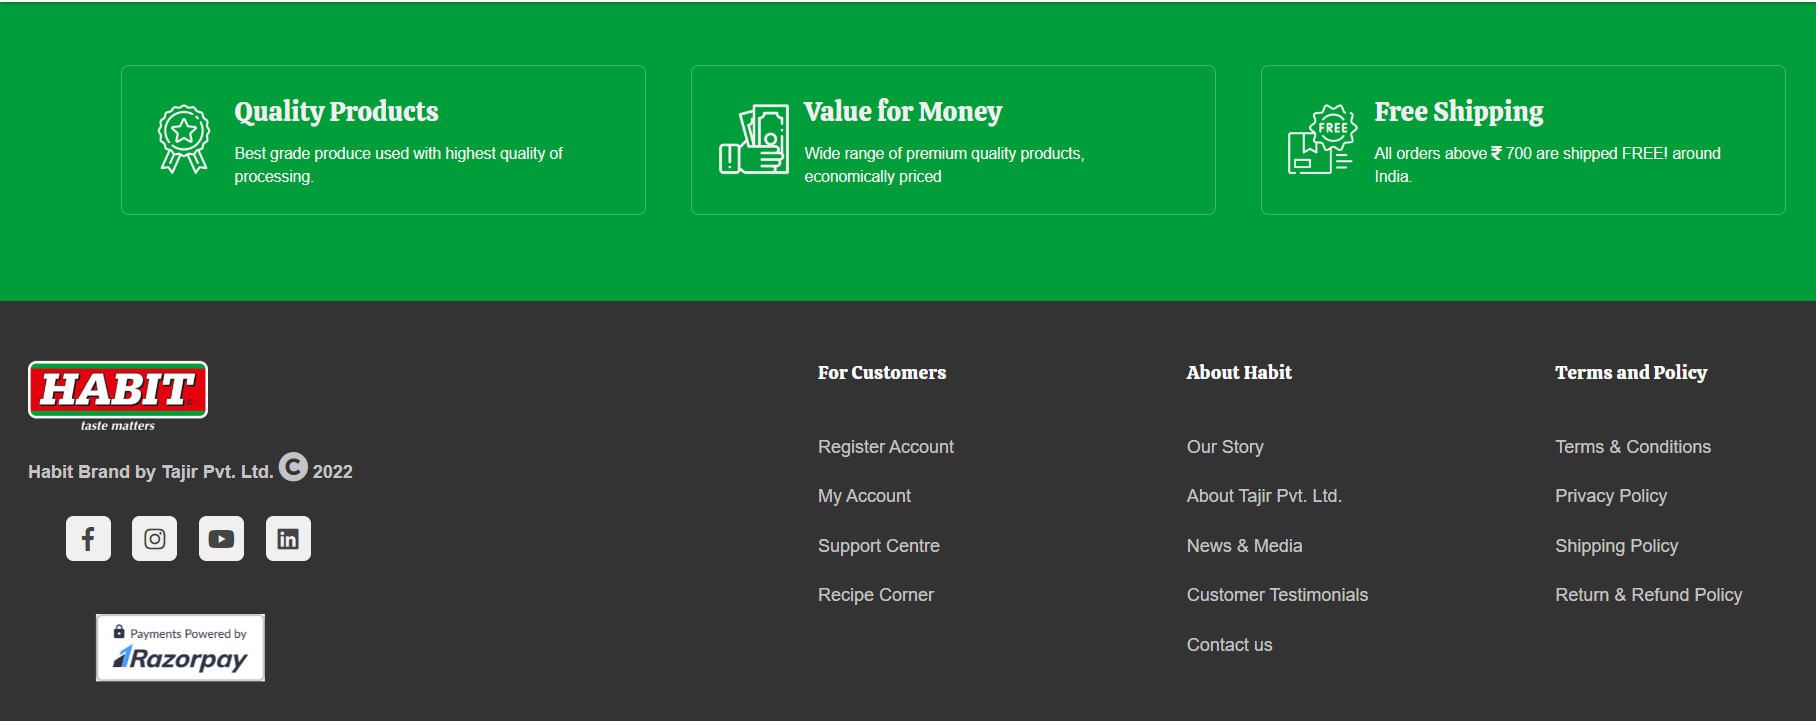 Quality Products
Best grade produce used with highest quality of
processing.
Value for Money
Wide range of premium quality products,
economically priced
FREE
Free Shipping
All orders above ₹ 700 are shipped FREE! around
India.
HABIT
taste matters
Habit Brand by Tajir Pvt. Ltd. © 2022
Payments Powered by
Razorpay
For Customers
Register Account
My Account
Support Centre
Recipe Corner
About Habit
Our Story
About Tajir Pvt. Ltd.
News & Media
Customer Testimonials
Contact us
Terms and Policy
Terms & Conditions
Privacy Policy
Shipping Policy
Return & Refund Policy